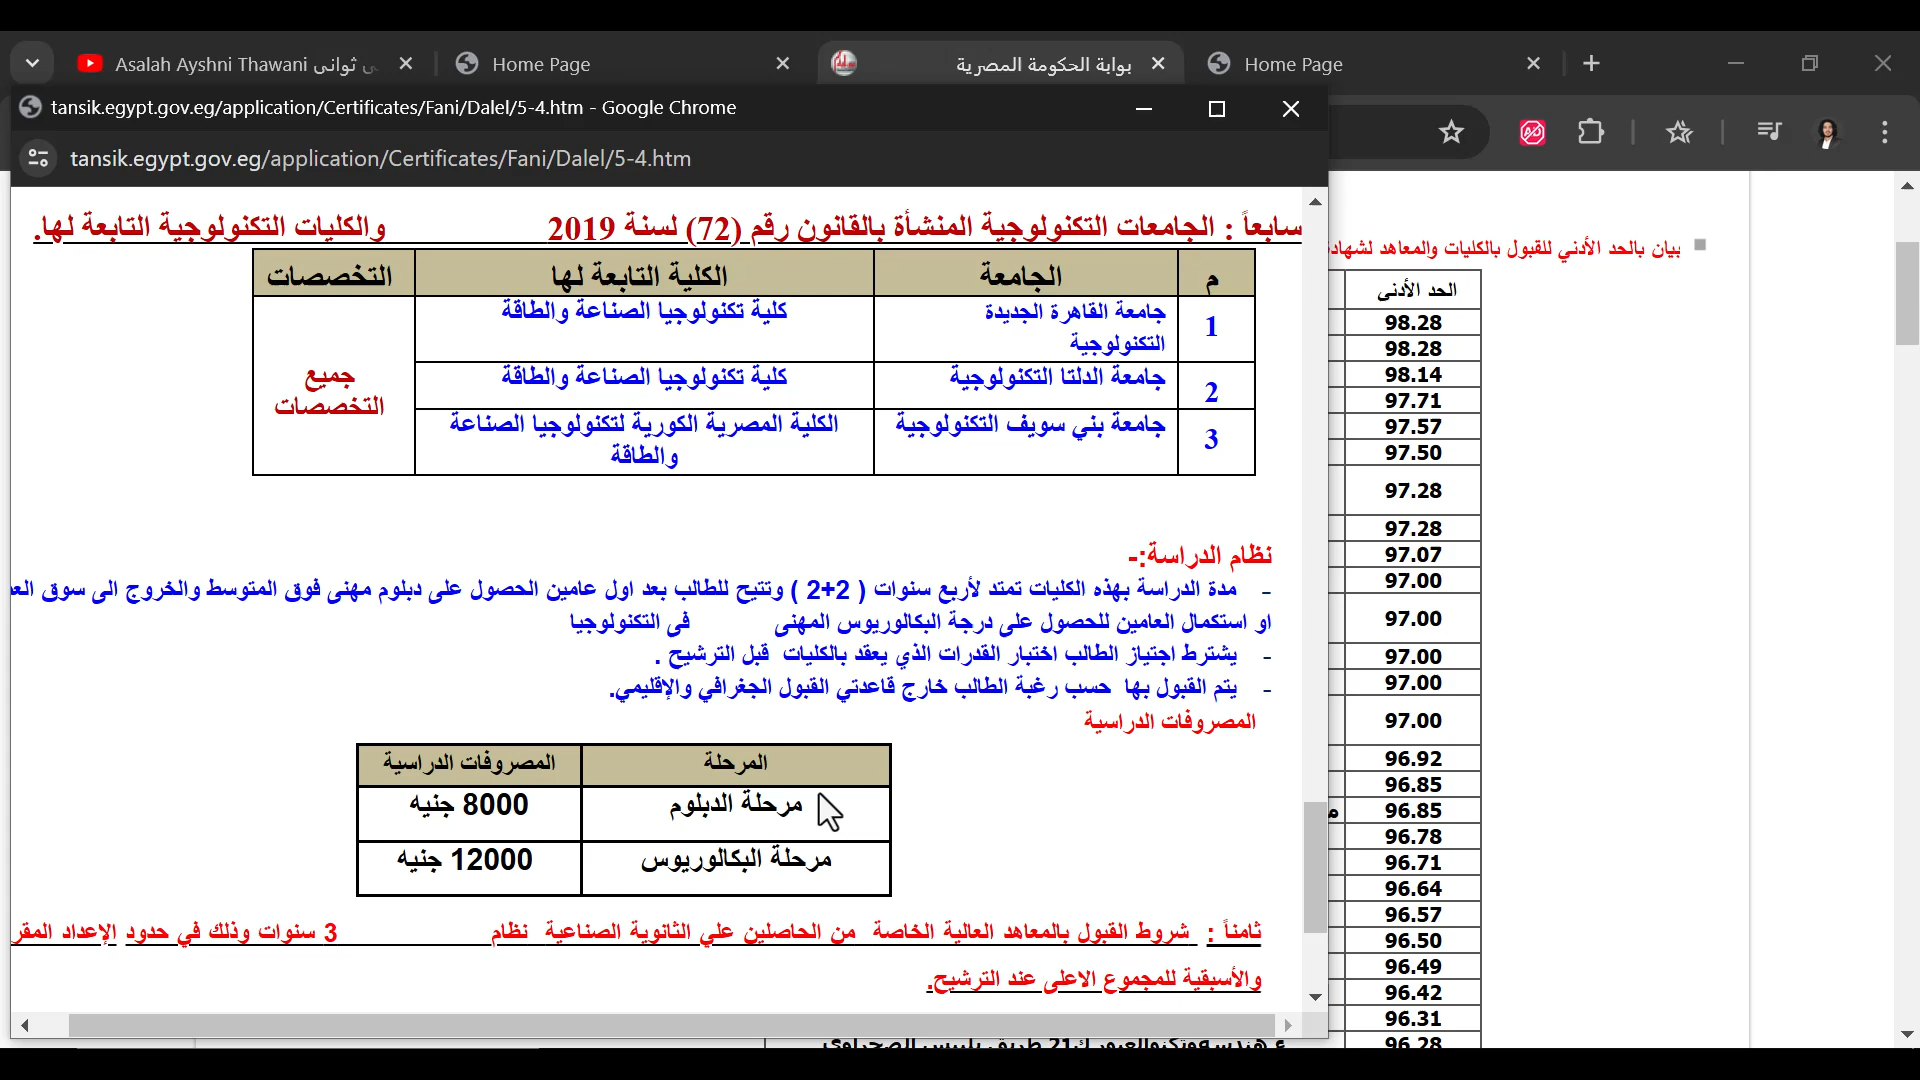 Asalah Ayshni Thawani
Home Page
بوابة الحكومة المصرية
Home Page
tansik.egypt.gov.eg/application/Certificates/Fani/Dalel/5-4.htm - Google Chrome
tansik.egypt.gov.eg/application/Certificates/Fani/Dalel/5-4.htm
سابعاً : الجامعات التكنولوجية المنشأة بالقانون رقم (72) لسنة 2019 والكليات التكنولوجية التابعة لها.
م الجامعة الكلية التابعة لها التخصصات
1 جامعة القاهرة الجديدة التكنولوجية كلية تكنولوجيا الصناعة والطاقة
2 جامعة الدلتا التكنولوجية كلية تكنولوجيا الصناعة والطاقة
3 جامعة بني سويف التكنولوجية الكلية المصرية الكورية لتكنولوجيا الصناعة والطاقة
جميع التخصصات
نظام الدراسة:-
- مدة الدراسة بهذه الكليات تمتد لأربع سنوات ( 2+2 ) وتتيح للطالب بعد اول عامين الحصول على دبلوم مهنى فوق المتوسط والخروج الى سوق
او استكمال العامين للحصول على درجة البكالوريوس المهنى فى التكنولوجيا
- يشترط اجتياز الطالب اختبار القدرات الذي يعقد بالكليات قبل الترشيح .
- يتم القبول بها حسب رغبة الطالب خارج قاعدتي القبول الجغرافي والإقليمي.
المصروفات الدراسية
المرحلة المصروفات الدراسية
مرحلة الدبلوم 8000 جنيه
مرحلة البكالوريوس 12000 جنيه
ثامناً : شروط القبول بالمعاهد العالية الخاصة من الحاصلين علي الثانوية الصناعية نظام 3 سنوات وذلك في حدود الإعداد
والأسبقية للمجموع الاعلى عند الترشيح.
بيان بالحد الأدني للقبول بالكليات والمعاهد
الحد الأدنى
98.28
98.28
98.14
97.71
97.57
97.50
97.28
97.28
97.07
97.00
97.00
97.00
97.00
97.00
96.92
96.85
96.85
96.78
96.71
96.64
96.57
96.50
96.49
96.42
96.31
96.28